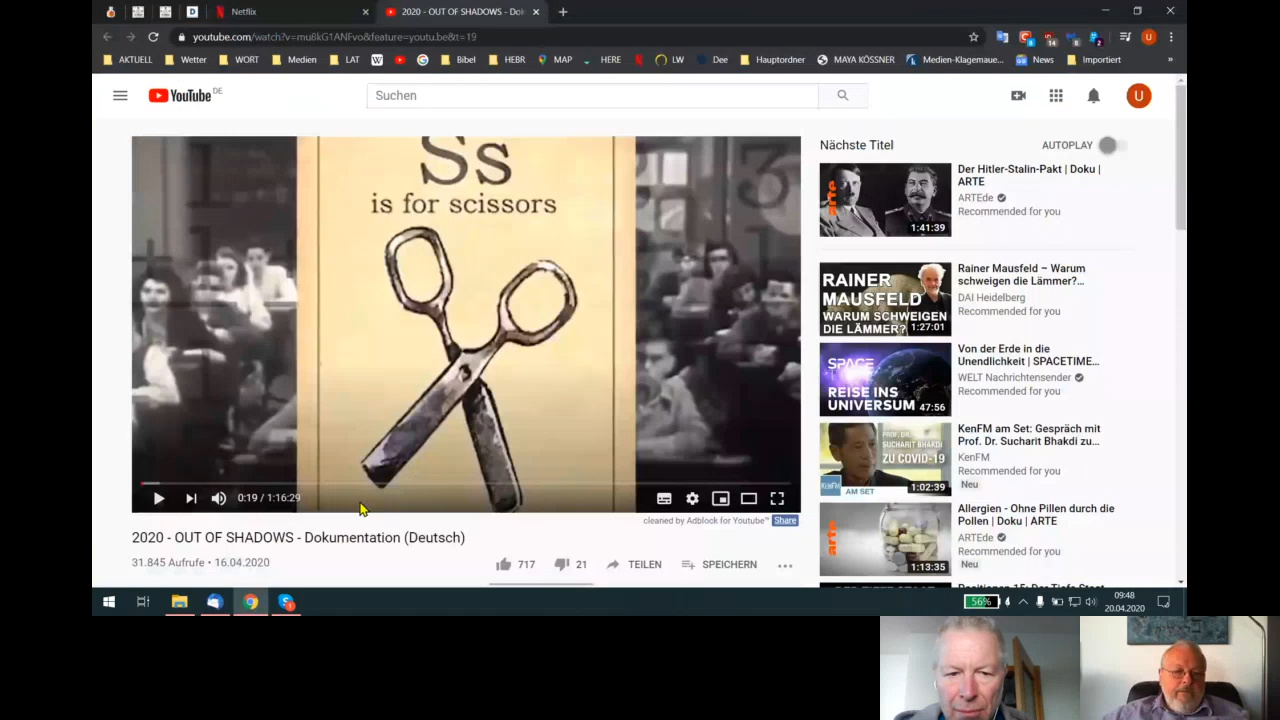 Netflix
2020 - OUT OF SHADOWS - Dok
youtube.com/watch?v=mu8kG1ANFvo&feature=youtu.be&t=19
AKTUELL
Wetter
WORT
Medien
LAT
Bibel
HEBR
MAP
HERE
LW
Dee
Hauptordner
MAYA KÖSSNER
Medien-Klagemaue...
News
Importiert
»
YouTube DE
Suchen
U
Ss
is for scissors
0:19 / 1:16:29
cleaned by Adblock for Youtube™ Share
2020 - OUT OF SHADOWS - Dokumentation (Deutsch)
31.845 Aufrufe • 16.04.2020
717
21
TEILEN
SPEICHERN
Nächste Titel
AUTOPLAY
arte
1:41:39
Der Hitler-Stalin-Pakt | Doku |
ARTE
ARTEde
Recommended for you
RAINER
MAUSFELD
WARUM SCHWEIGEN
DIE LÄMMER?
1:27:01
Rainer Mausfeld – Warum
schweigen die Lämmer?...
DAI Heidelberg
Recommended for you
SPACE
REISE INS
UNIVERSUM
47:56
Von der Erde in die
Unendlichkeit | SPACETIME...
WELT Nachrichtensender
Recommended for you
PROF. DR.
SUCHARIT BHAKDI
ZU COVID-19
KenFM
AM SET
1:02:39
KenFM am Set: Gespräch mit
Prof. Dr. Sucharit Bhakdi zu...
KenFM
Neu
arte
1:13:35
Allergien - Ohne Pillen durch die
Pollen | Doku | ARTE
ARTEde
Recommended for you
Neu
56%
09:48
20.04.2020